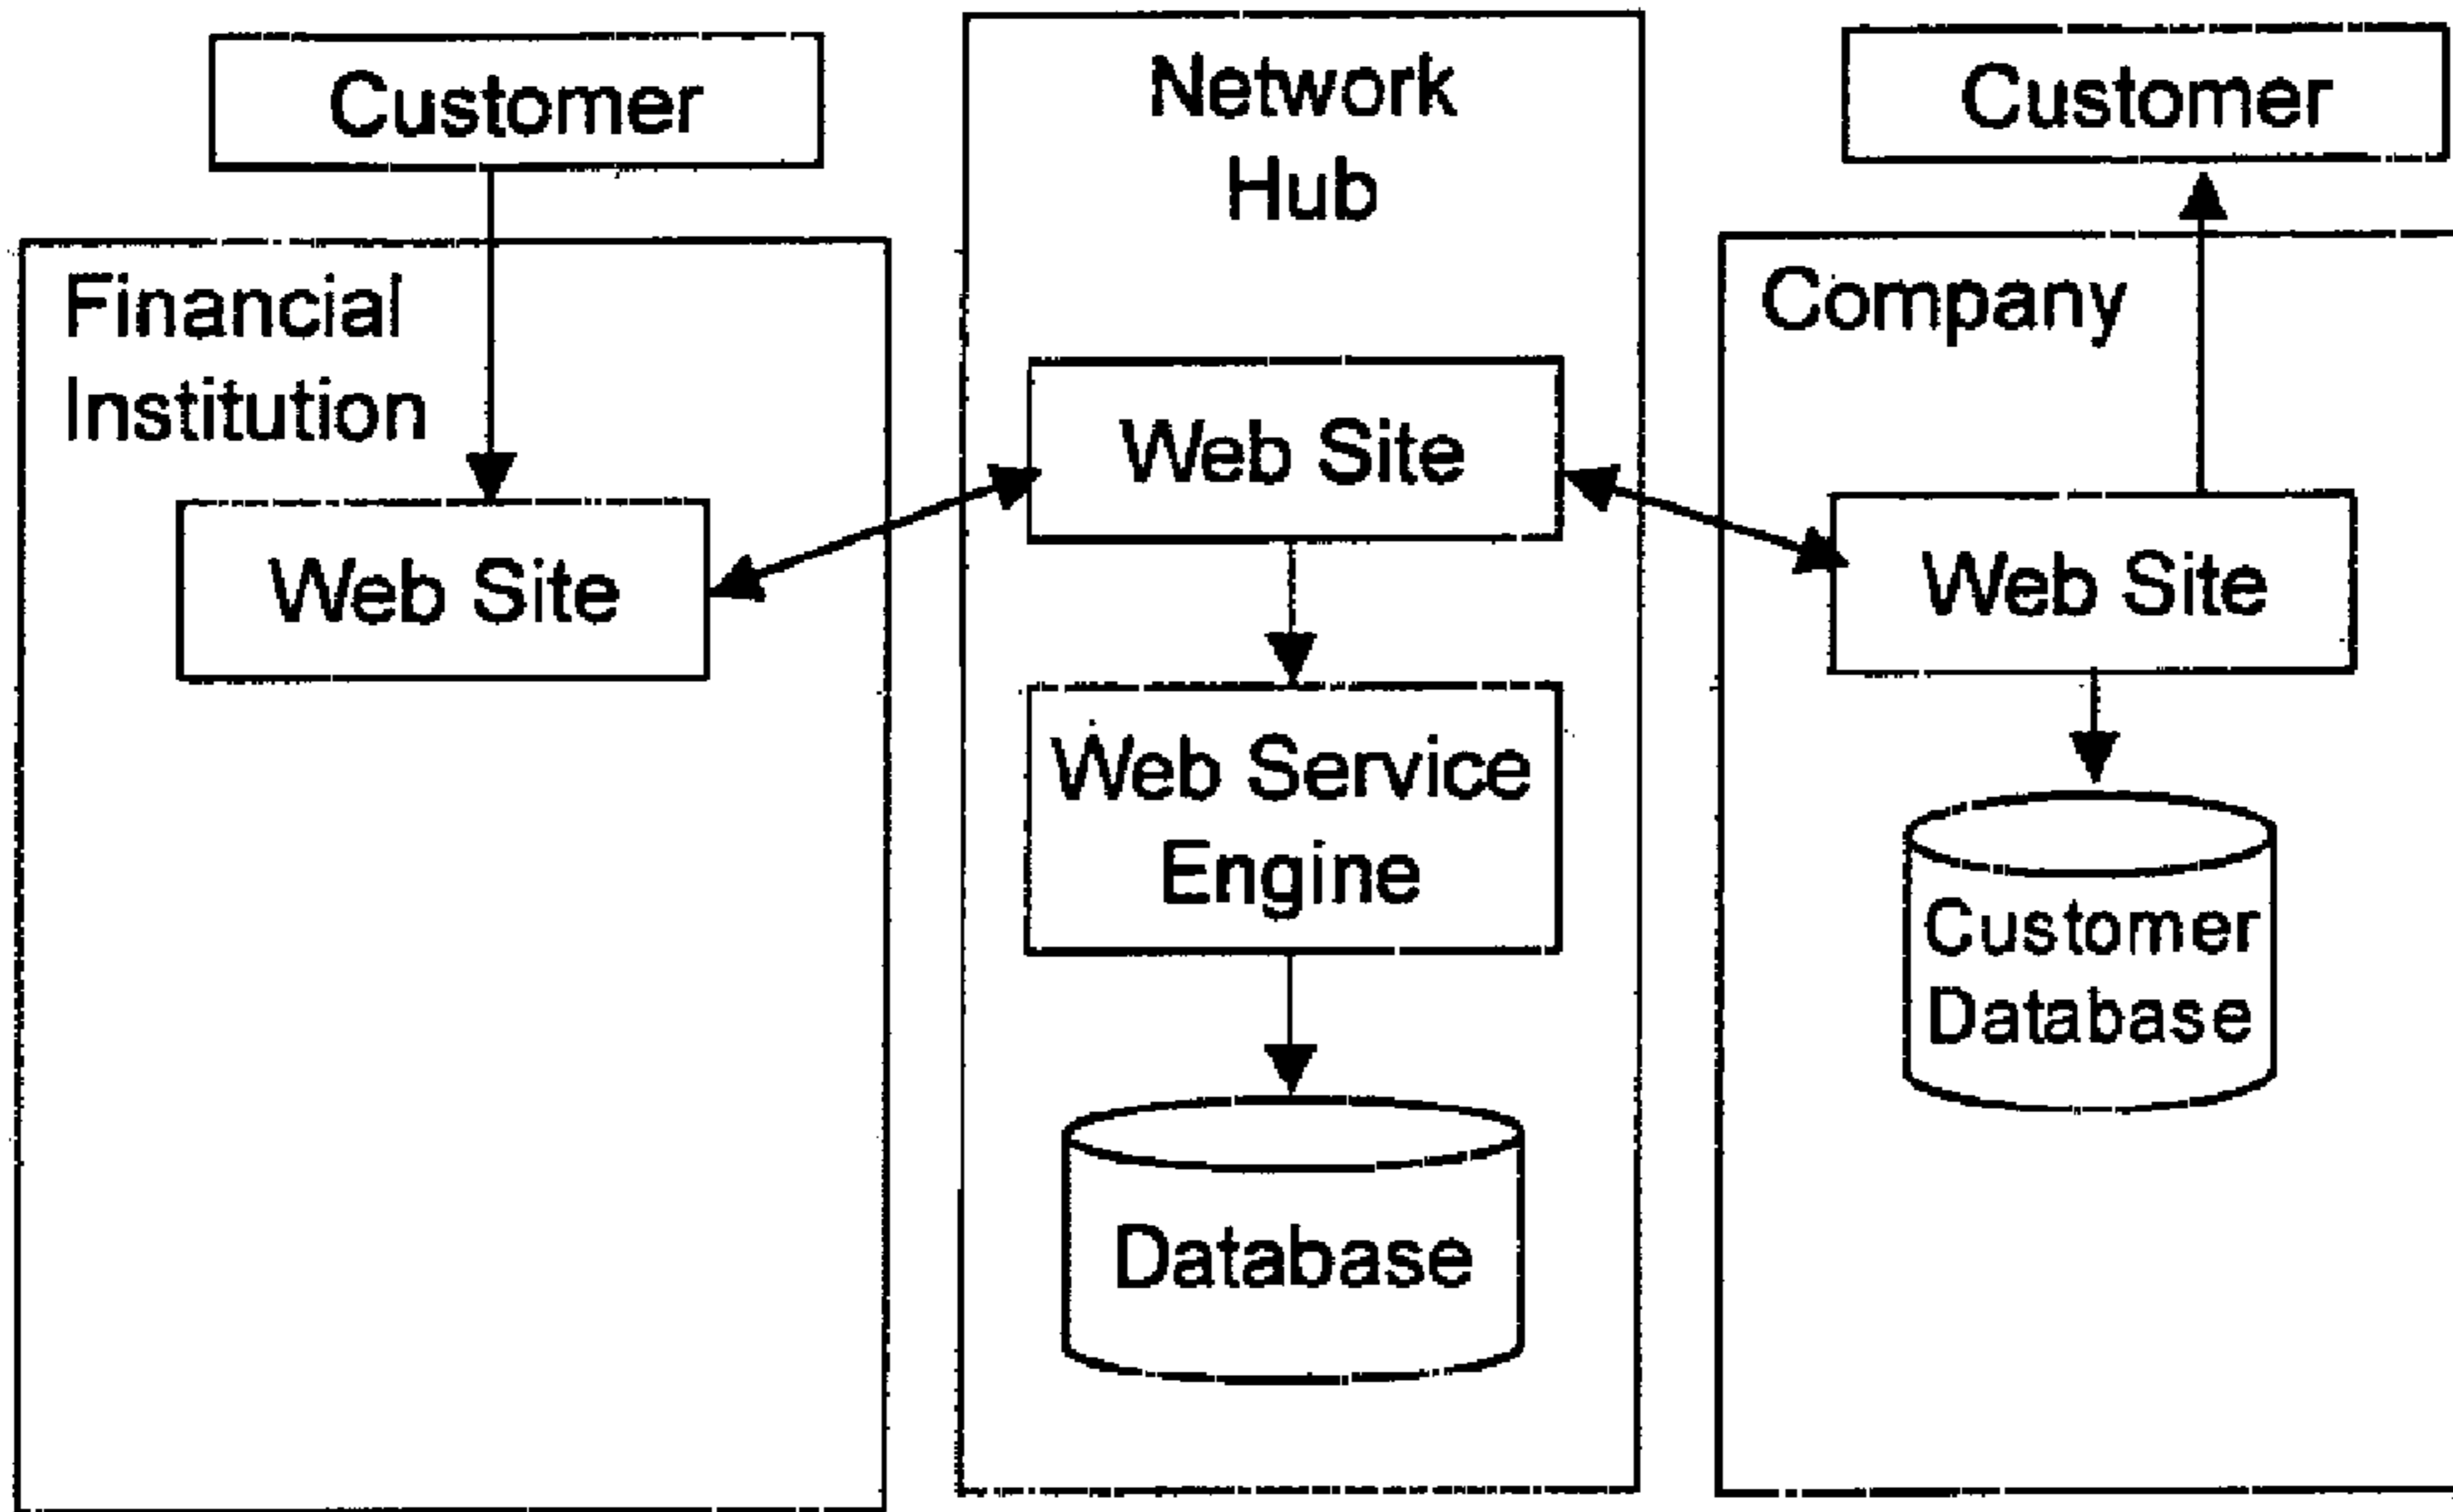 Customer
Financial
Institution
Web Site
Network
Hub
Web Site
Web Service
Engine
Database
Customer
Company
Web Site
Customer
Database